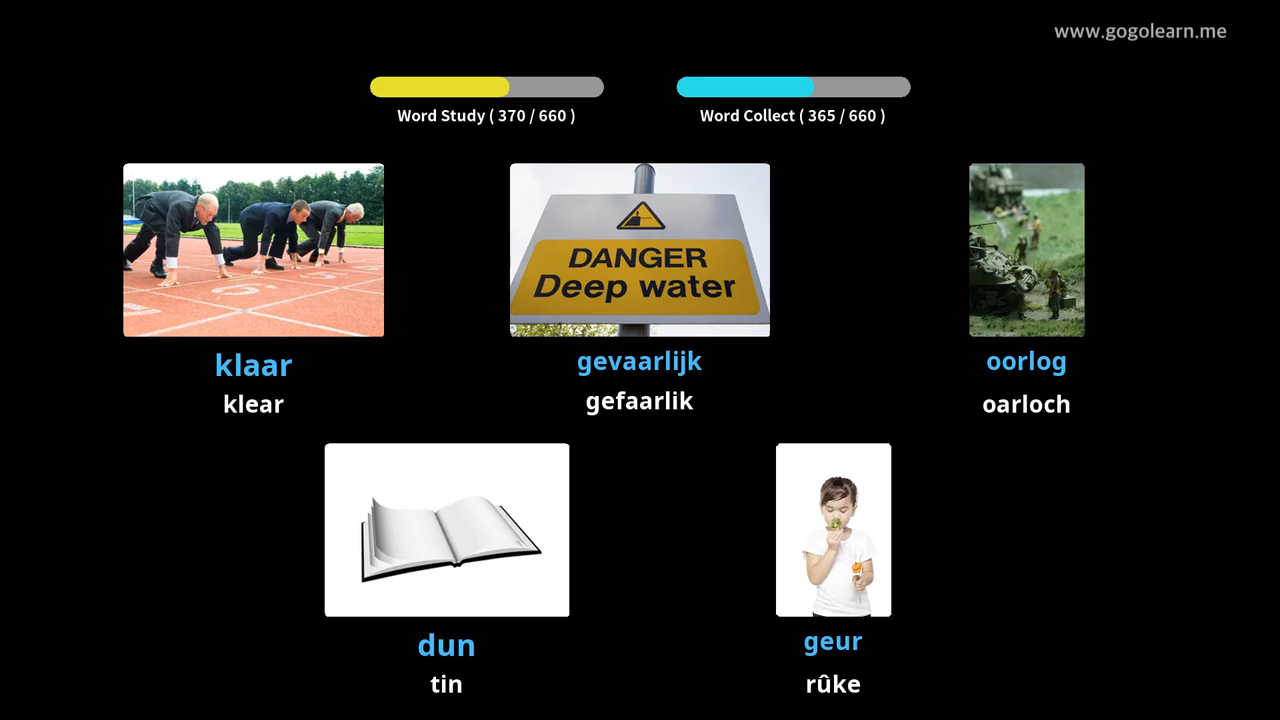 www.gogolearn.me
Word Study ( 370 / 660 )
Word Collect ( 365 / 660 )
DANGER
Deep water
klaar
klear
gevaarlijk
gefaarlik
oorlog
oarloch
dun
tin
geur
rûke